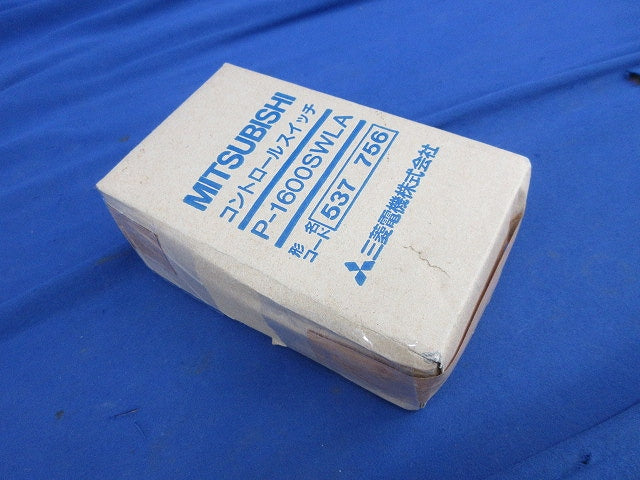 MITSUBISHI
コントロールスイッチ
P-1600SWLA
形名コード 537 756
三菱電機株式会社